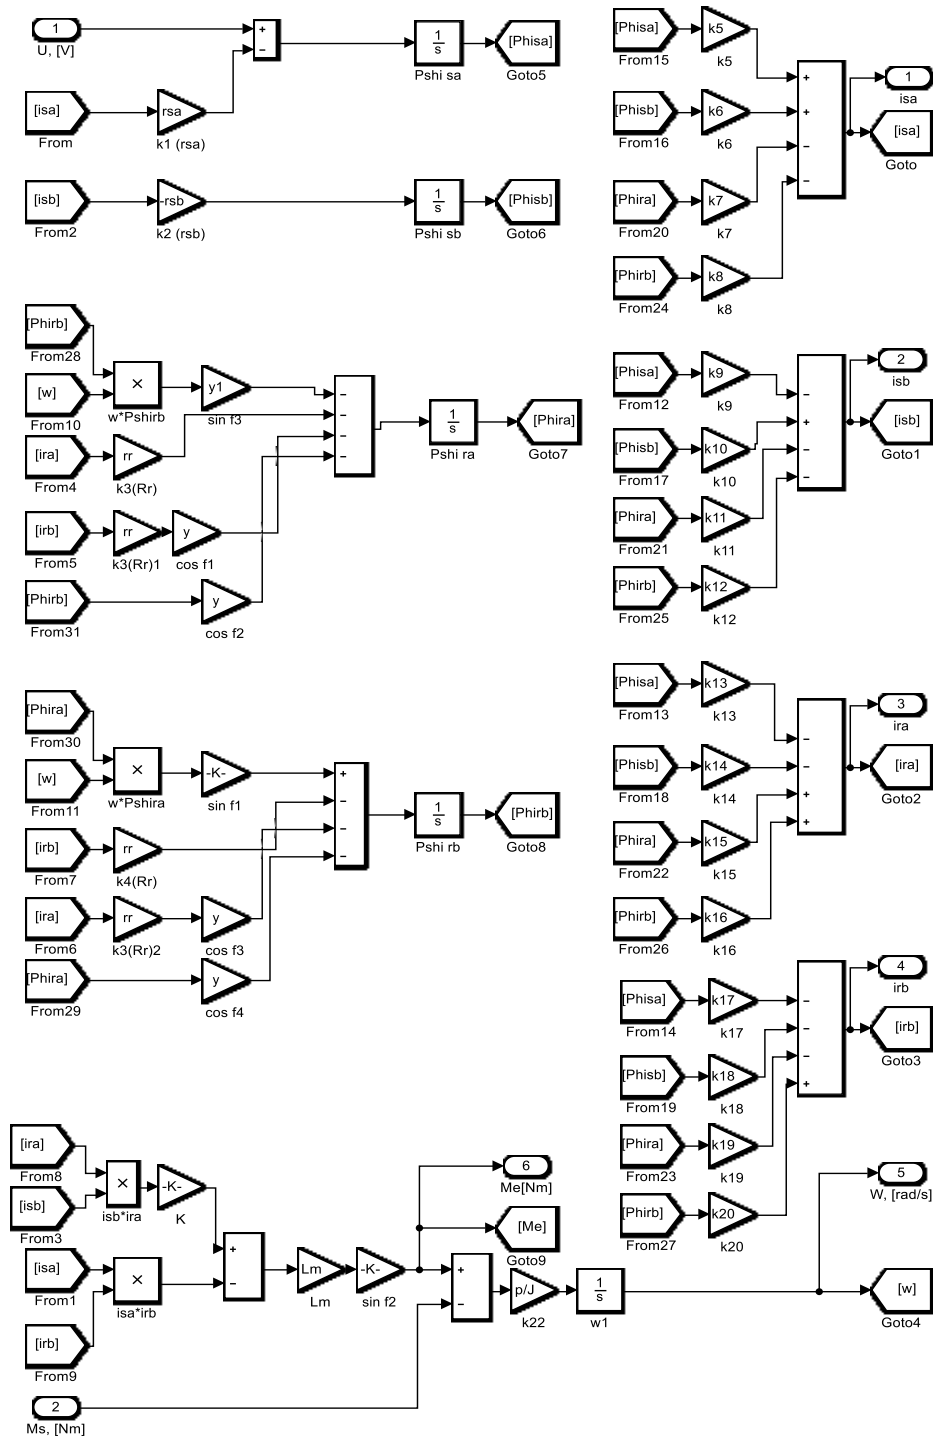 1
U, [V]
+
−
1
s
Pshi sa
[Phisa]
Goto5
[isa]
From
rsa
k1 (rsa)
[isb]
From2
-rsb
k2 (rsb)
1
s
Pshi sb
[Phisb]
Goto6
[Phirb]
From28
[w]
From10
×
w*Pshirb
y1
sin f3
[ira]
From4
rr
k3(Rr)
[irb]
From5
rr
k3(Rr)1
y
cos f1
[Phirb]
From31
y
cos f2
−
−
−
−
1
s
Pshi ra
[Phira]
Goto7
[Phira]
From30
[w]
From11
×
w*Pshira
-K-
sin f1
[irb]
From7
rr
k4(Rr)
[ira]
From6
rr
k3(Rr)2
y
cos f3
[Phira]
From29
y
cos f4
+
−
−
−
1
s
Pshi rb
[Phirb]
Goto8
[ira]
From8
[isb]
From3
×
isb*ira
-K-
K
[isa]
From1
[irb]
From9
×
isa*irb
+
−
Lm
Lm
-K-
sin f2
6
Me[Nm]
[Me]
Goto9
+
−
p/J
k22
1
s
w1
2
Ms, [Nm]
5
W, [rad/s]
[w]
Goto4
[Phisa]
From15
k5
k5
[Phisb]
From16
k6
k6
[Phira]
From20
k7
k7
[Phirb]
From24
k8
k8
+
+
−
−
1
isa
[isa]
Goto
[Phisa]
From12
k9
k9
[Phisb]
From17
k10
k10
[Phira]
From21
k11
k11
[Phirb]
From25
k12
k12
−
+
−
−
2
isb
[isb]
Goto1
[Phisa]
From13
k13
k13
[Phisb]
From18
k14
k14
[Phira]
From22
k15
k15
[Phirb]
From26
k16
k16
−
−
+
+
3
ira
[ira]
Goto2
[Phisa]
From14
k17
k17
[Phisb]
From19
k18
k18
[Phira]
From23
k19
k19
[Phirb]
From27
k20
k20
−
−
−
+
4
irb
[irb]
Goto3